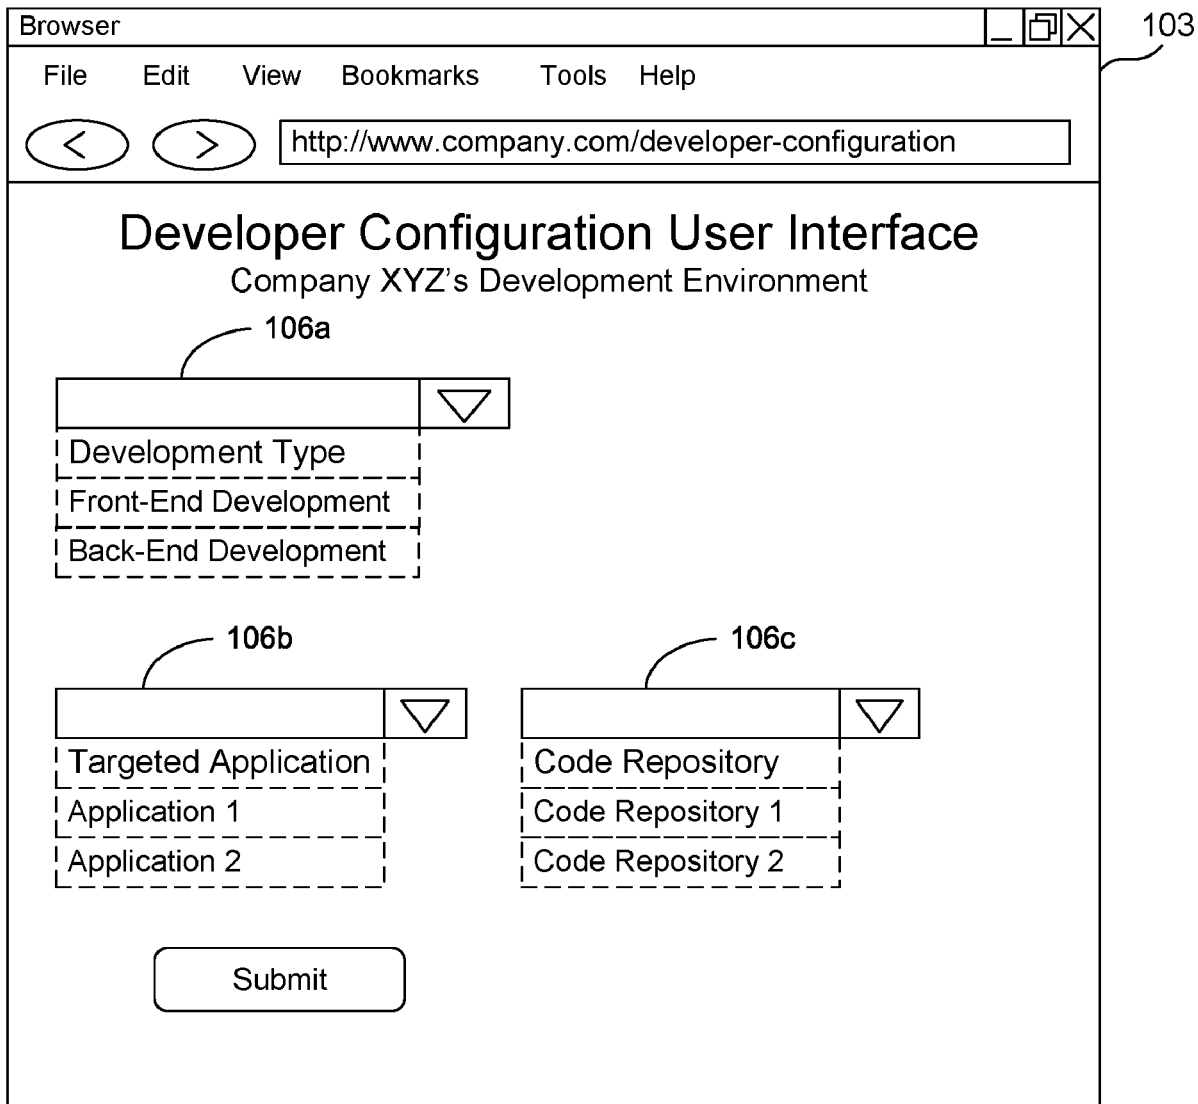 Browser
103
File Edit View Bookmarks Tools Help
< >
http://www.company.com/developer-configuration
Developer Configuration User Interface
Company XYZ's Development Environment
106a
Development Type
Front-End Development
Back-End Development
106b
Targeted Application
Application 1
Application 2
106c
Code Repository
Code Repository 1
Code Repository 2
Submit